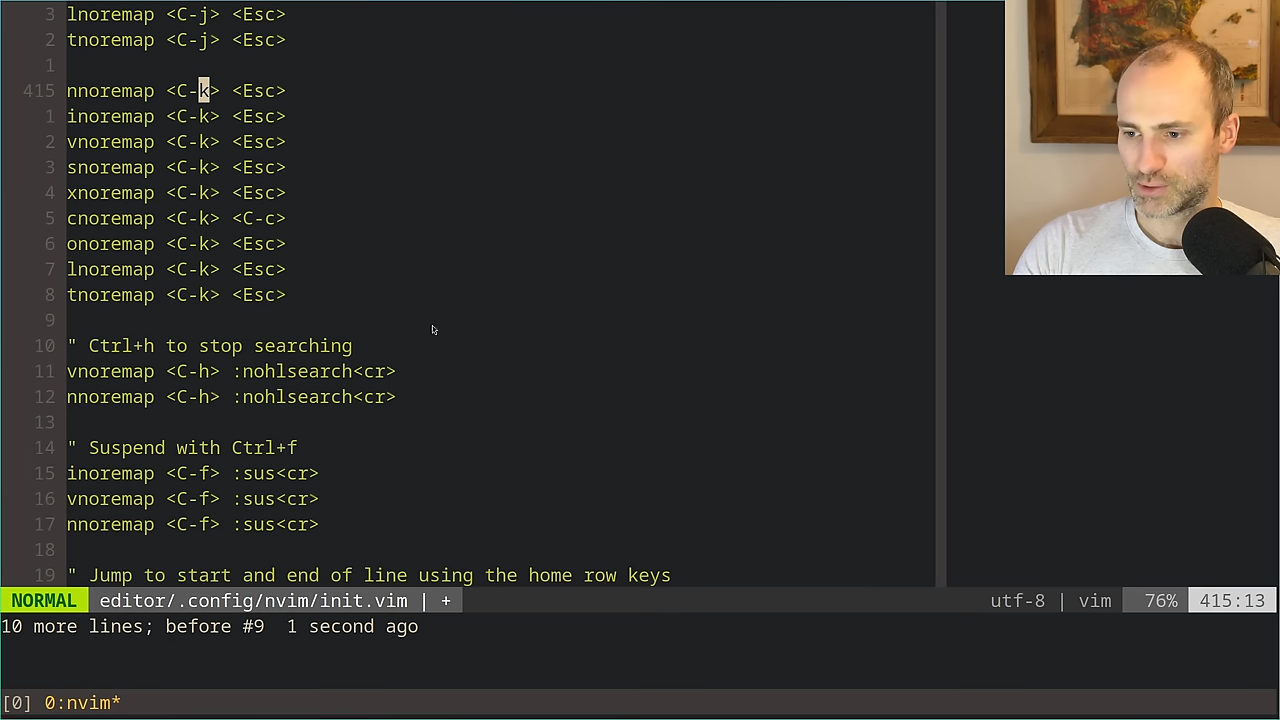 3 lnoremap <C-j> <Esc>
2 tnoremap <C-j> <Esc>
1
415 nnoremap <C-k> <Esc>
1 inoremap <C-k> <Esc>
2 vnoremap <C-k> <Esc>
3 snoremap <C-k> <Esc>
4 xnoremap <C-k> <Esc>
5 cnoremap <C-k> <C-c>
6 onoremap <C-k> <Esc>
7 lnoremap <C-k> <Esc>
8 tnoremap <C-k> <Esc>
9
10 " Ctrl+h to stop searching
11 vnoremap <C-h> :nohlsearch<cr>
12 nnoremap <C-h> :nohlsearch<cr>
13
14 " Suspend with Ctrl+f
15 inoremap <C-f> :sus<cr>
16 vnoremap <C-f> :sus<cr>
17 nnoremap <C-f> :sus<cr>
18
19 " Jump to start and end of line using the home row keys
NORMAL editor/.config/nvim/init.vim | + utf-8 | vim 76% 415:13
10 more lines; before #9  1 second ago
[0] 0:nvim*